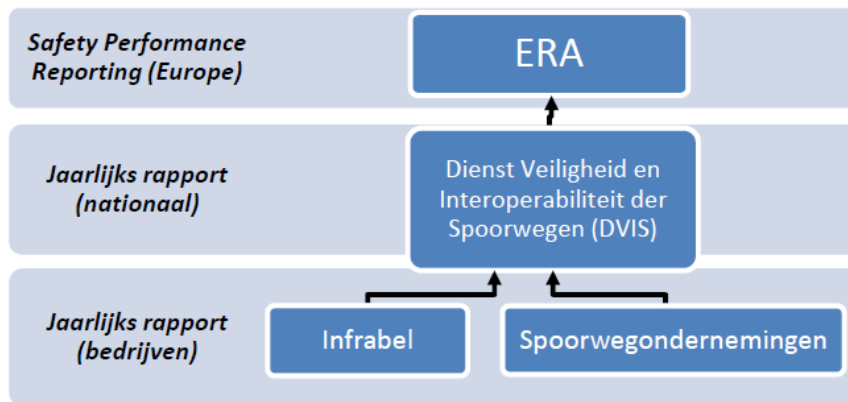 Safety Performance
Reporting (Europe)
ERA
Jaarlijks rapport
(nationaal)
Dienst Veiligheid en
Interoperabiliteit der
Spoorwegen (DVIS)
Jaarlijks rapport
(bedrijven)
Infrabel
Spoorwegondernemingen